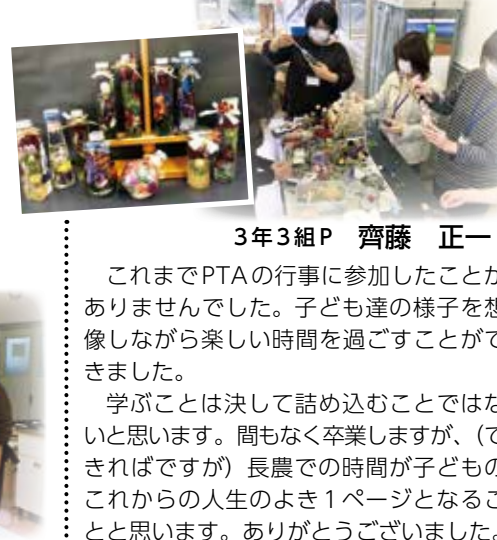 3年3組P 齊藤 正一
これまでPTAの行事に参加したことが
ありませんでした。子ども達の様子を想
像しながら楽しい時間を過ごすことがで
きました。
学ぶことは決して詰め込むことではな
いと思います。間もなく卒業しますが、(で
きればですが) 長農での時間が子どもの
これからの人生のよき1ページとなるこ
とと思います。ありがとうございました。